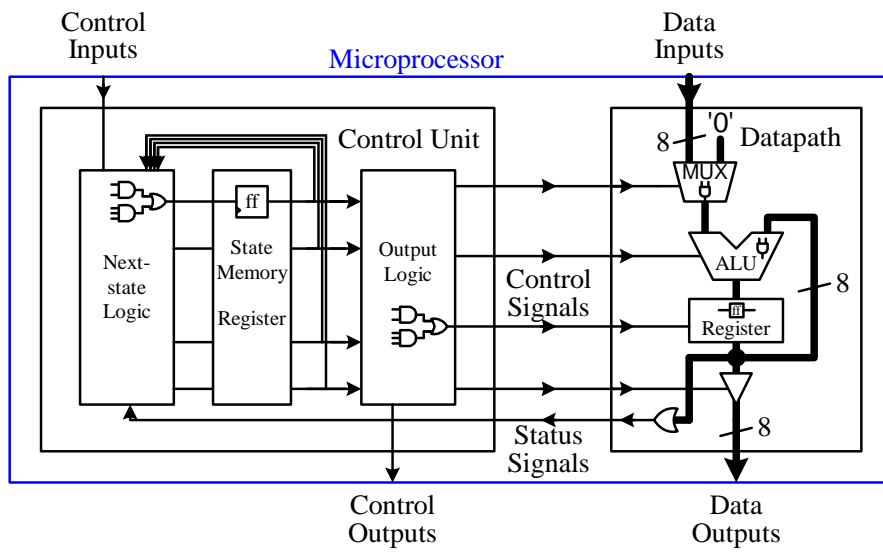 Control
Inputs
Data
Inputs
Microprocessor
Control Unit
8
'0'
Datapath
MUX
ff
Next-
state
Logic
State
Memory
Register
Output
Logic
ALU
Control
Signals
8
ff
Register
Status
Signals
8
Control
Outputs
Data
Outputs